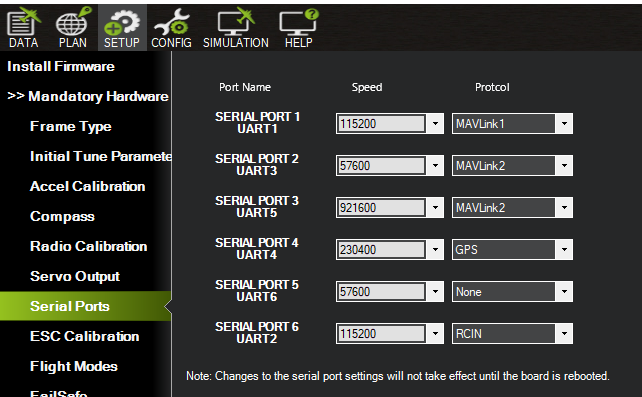 DATA PLAN SETUP CONFIG SIMULATION HELP
Install Firmware
>> Mandatory Hardware
Frame Type
Initial Tune Paramete
Accel Calibration
Compass
Radio Calibration
Servo Output
Serial Ports
ESC Calibration
Flight Modes
FailSafe
Port Name Speed Protcol
SERIAL PORT 1
UART1
115200 MAVLink1
SERIAL PORT 2
UART3
57600 MAVLink2
SERIAL PORT 3
UART5
921600 MAVLink2
SERIAL PORT 4
UART4
230400 GPS
SERIAL PORT 5
UART6
57600 None
SERIAL PORT 6
UART2
115200 RCIN
Note: Changes to the serial port settings will not take effect until the board is rebooted.